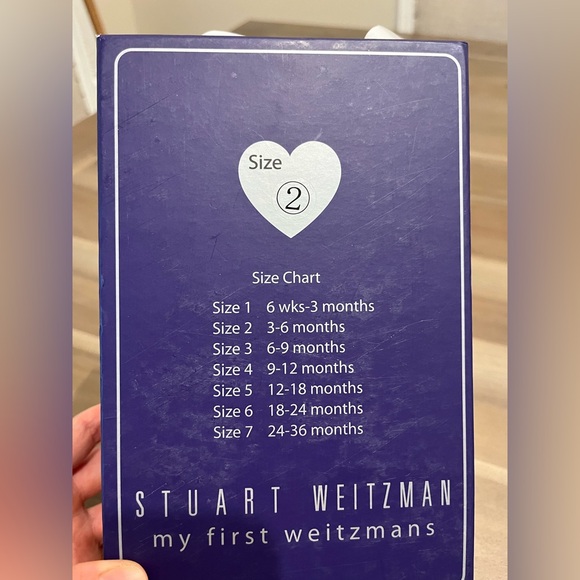 Size
2
Size Chart
Size 1 6 wks-3 months
Size 2 3-6 months
Size 3 6-9 months
Size 4 9-12 months
Size 5 12-18 months
Size 6 18-24 months
Size 7 24-36 months
STUART WEITZMAN
my first weitzmans